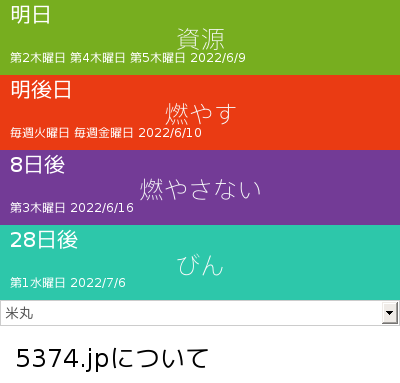 明日
資源
第2木曜日 第4木曜日 第5木曜日 2022/6/9
明後日
燃やす
毎週火曜日 毎週金曜日 2022/6/10
8日後
燃やさない
第3木曜日 2022/6/16
28日後
びん
第1水曜日 2022/7/6
米丸
5374.jpについて